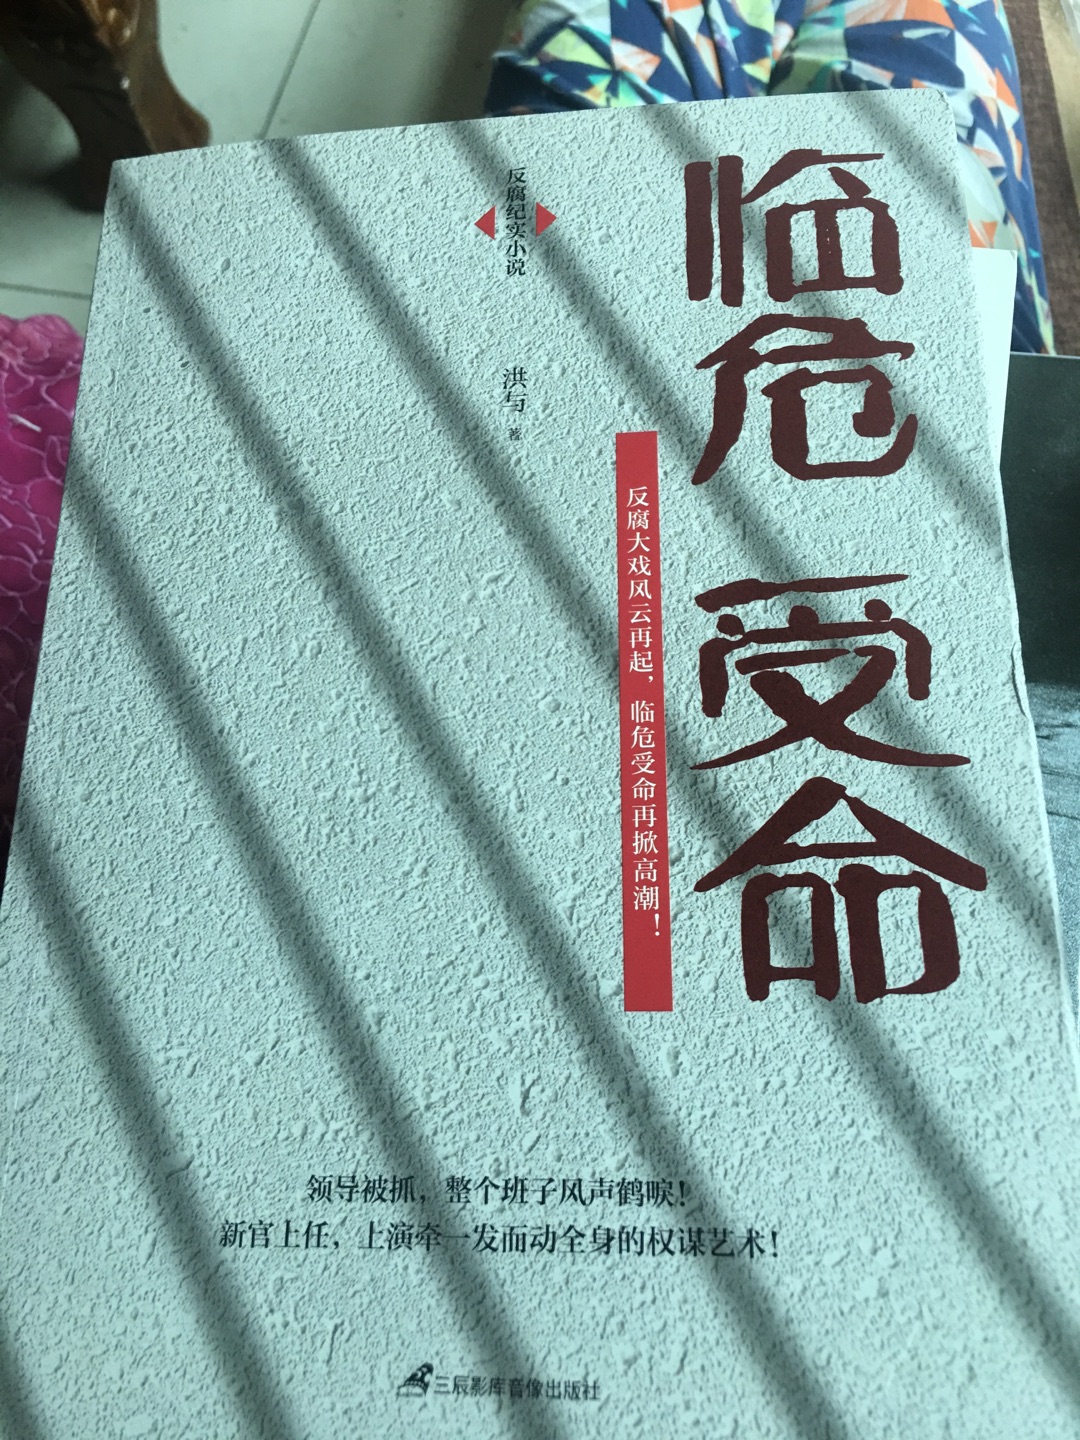 临危受命
反腐大戏风云再起，临危受命再掀高潮！
反腐纪实小说
洪与 著
领导被抓，整个班子风声鹤唳！
新官上任，上演牵一发而动全身的权谋艺术！
三辰影库音像出版社